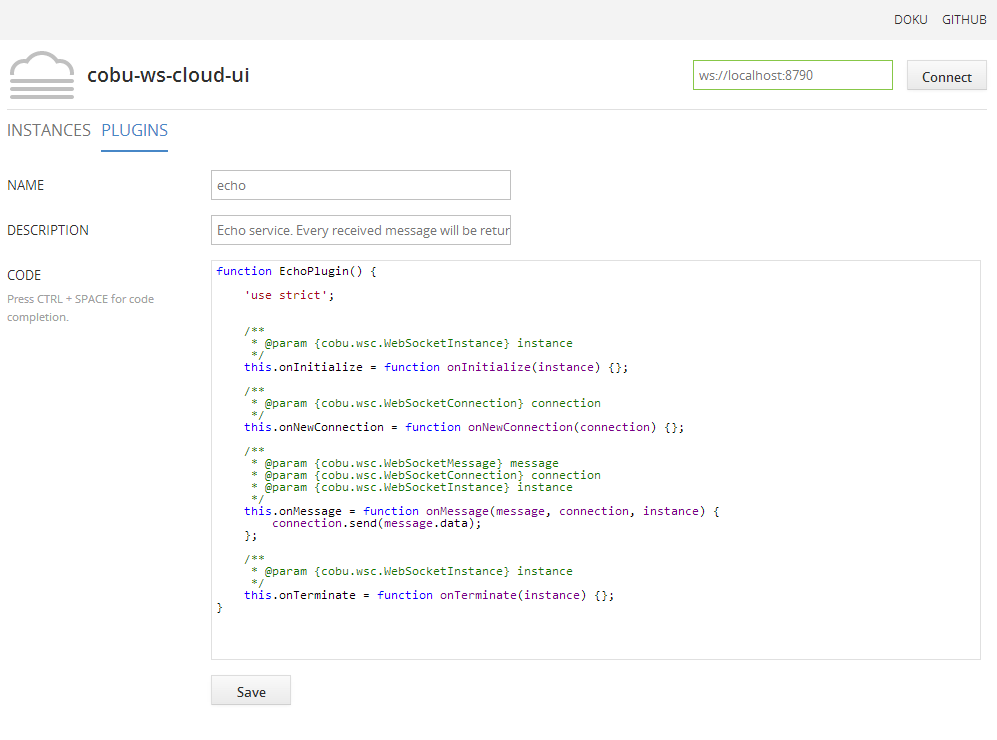 DOKU GITHUB
cobu-ws-cloud-ui
ws://localhost:8790
Connect
INSTANCES PLUGINS
NAME
echo
DESCRIPTION
Echo service. Every received message will be retur
CODE
Press CTRL + SPACE for code
completion.
function EchoPlugin() {
    'use strict';
    /**
     * @param {cobu.wsc.WebSocketInstance} instance
     */
    this.onInitialize = function onInitialize(instance) {};
    /**
     * @param {cobu.wsc.WebSocketConnection} connection
     */
    this.onNewConnection = function onNewConnection(connection) {};
    /**
     * @param {cobu.wsc.WebSocketMessage} message
     * @param {cobu.wsc.WebSocketConnection} connection
     * @param {cobu.wsc.WebSocketInstance} instance
     */
    this.onMessage = function onMessage(message, connection, instance) {
        connection.send(message.data);
    };
    /**
     * @param {cobu.wsc.WebSocketInstance} instance
     */
    this.onTerminate = function onTerminate(instance) {};
}
Save